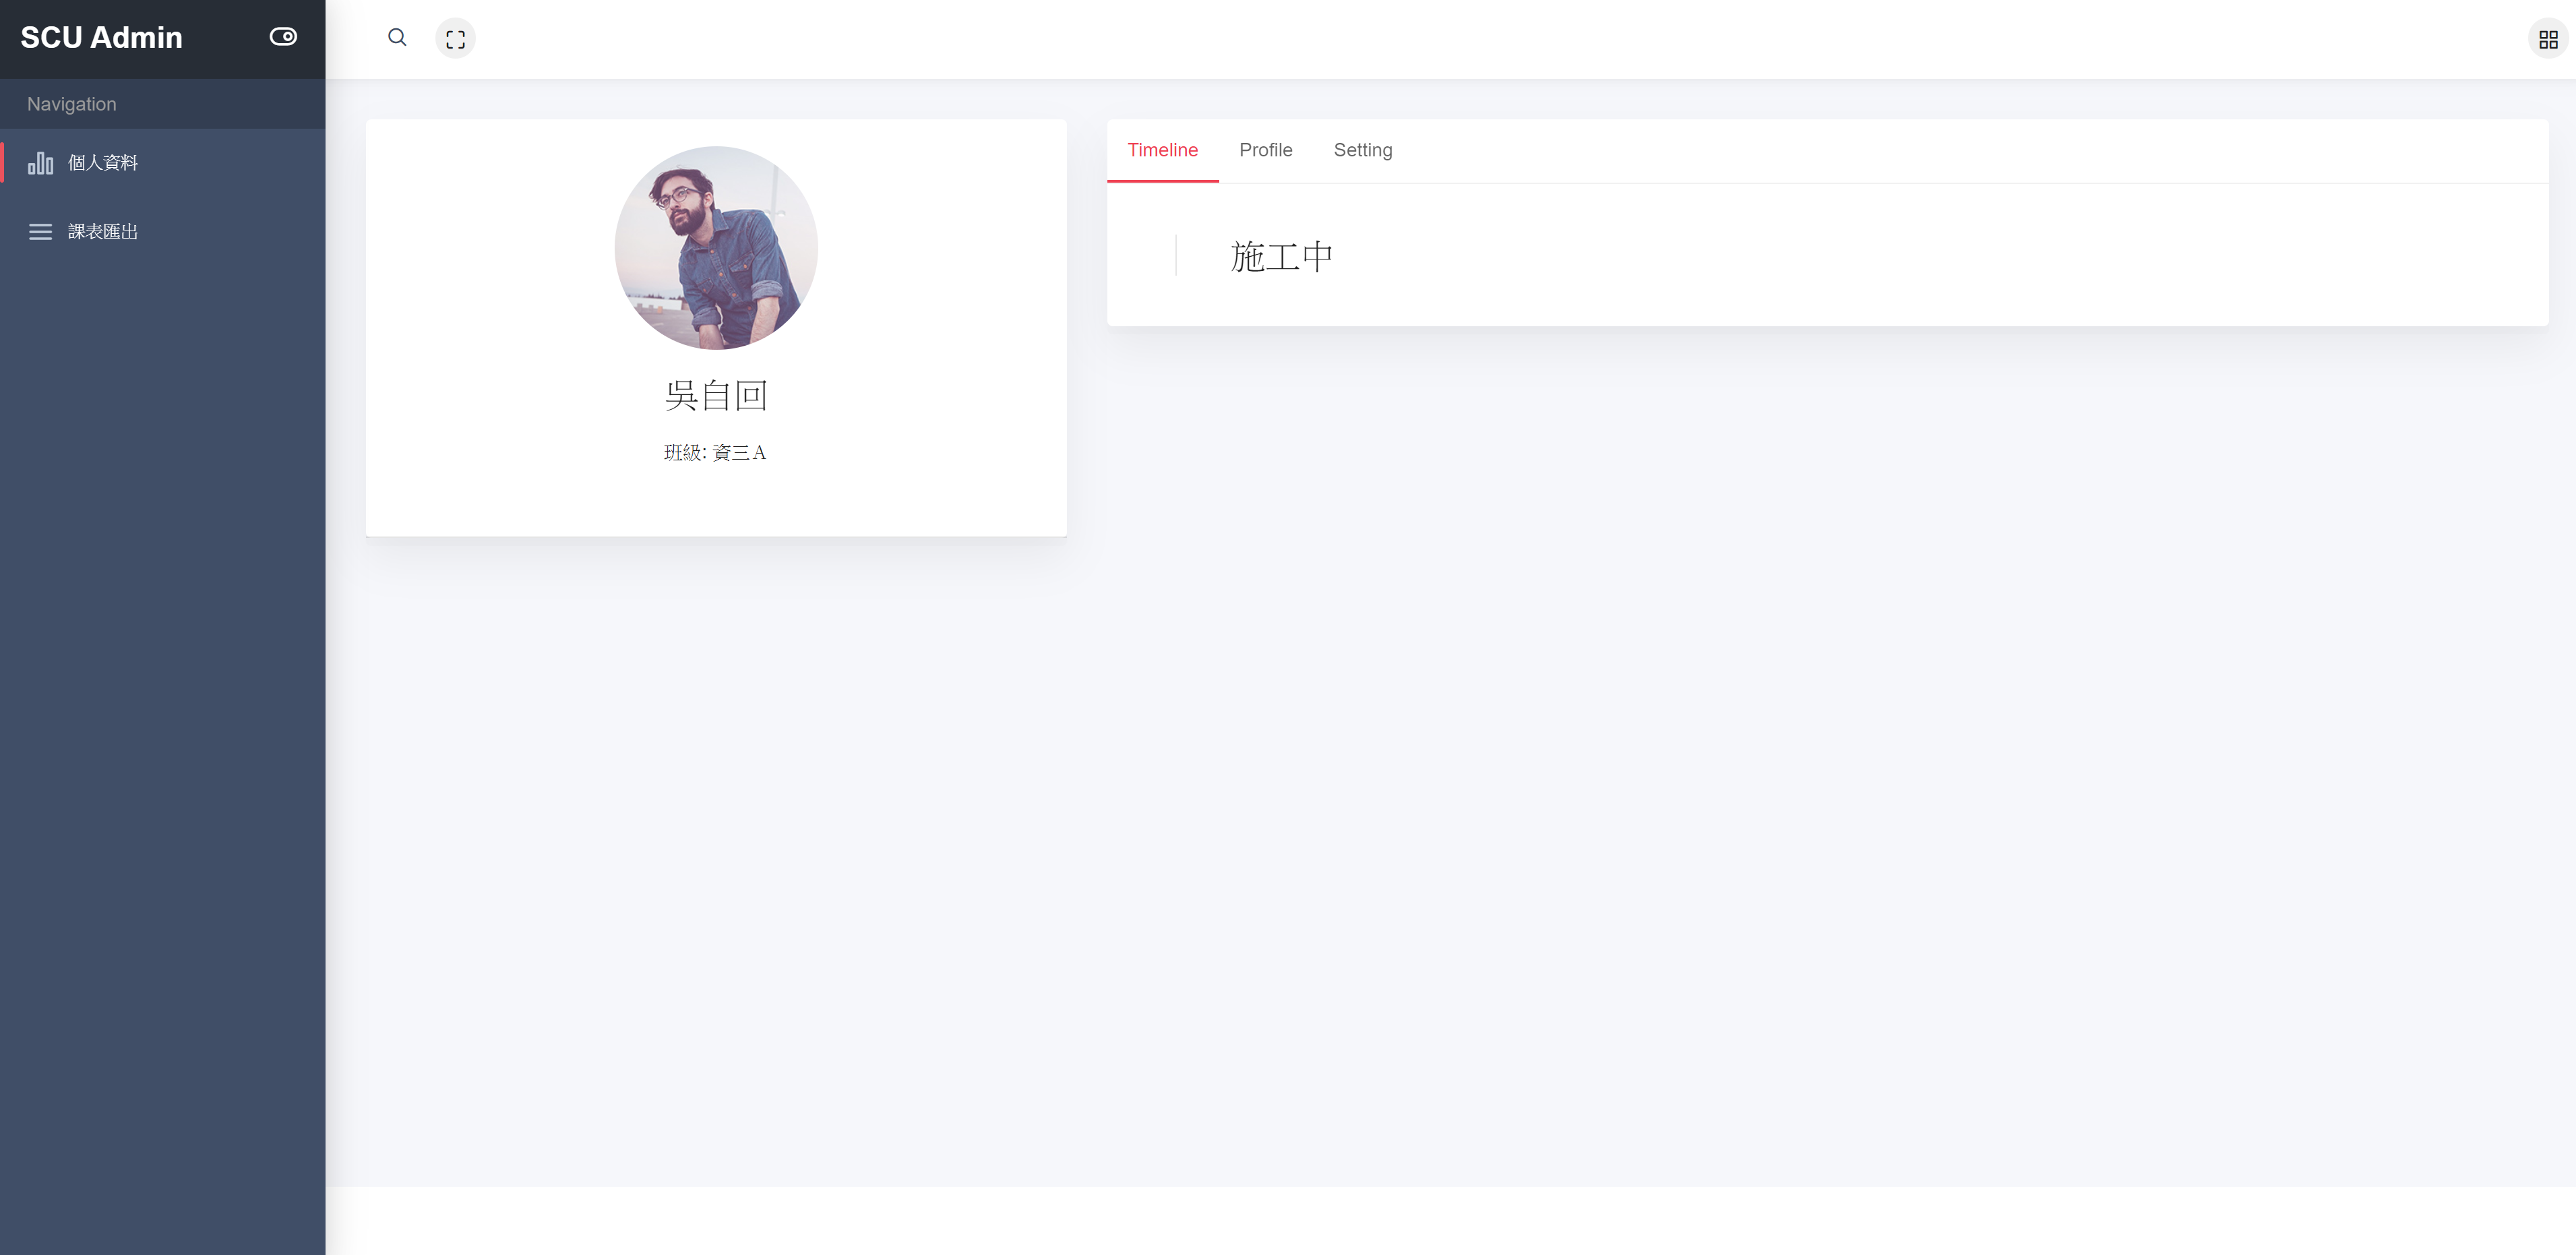 SCU Admin
Navigation
個人資料
課表匯出
吳自回
班級: 資三A
Timeline
Profile
Setting
施工中